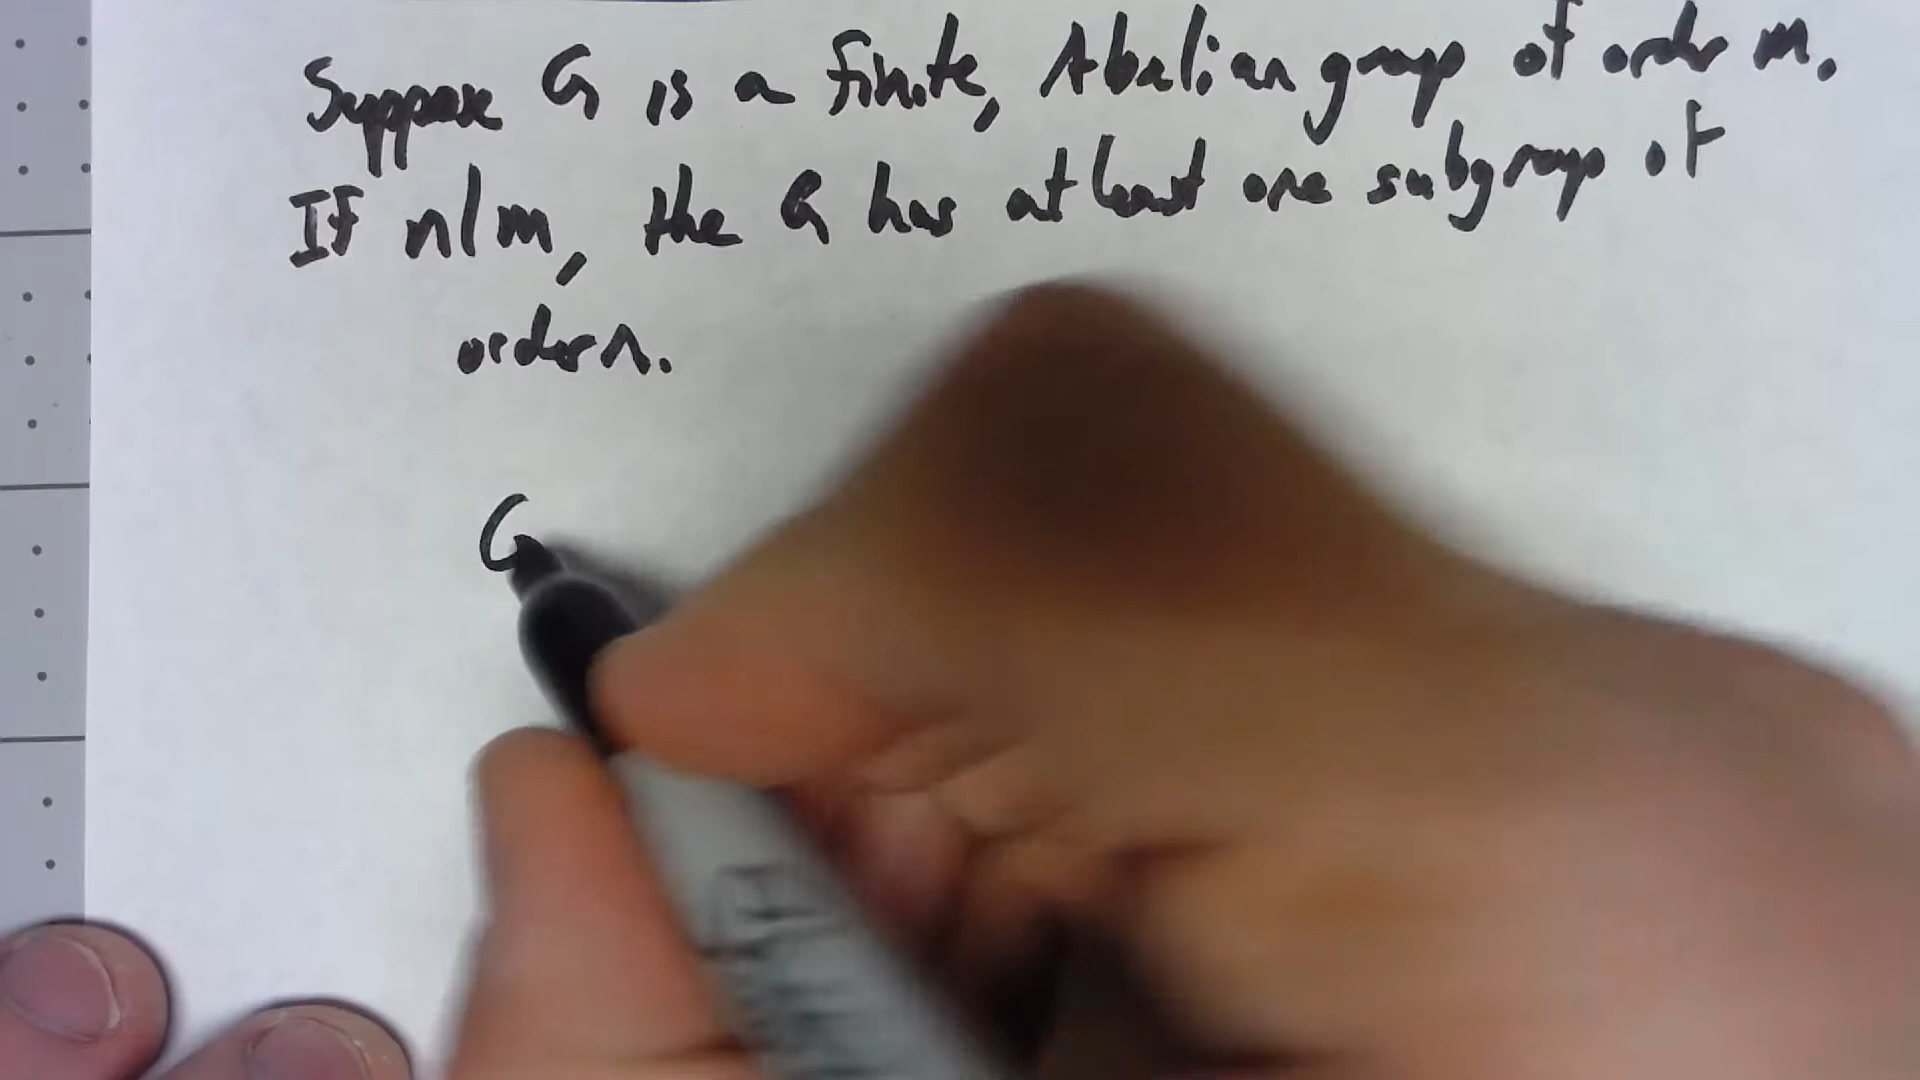 Suppose G is a finite, Abelian group of order m.
If n|m, the G has at least one subgroup of
order n.
G